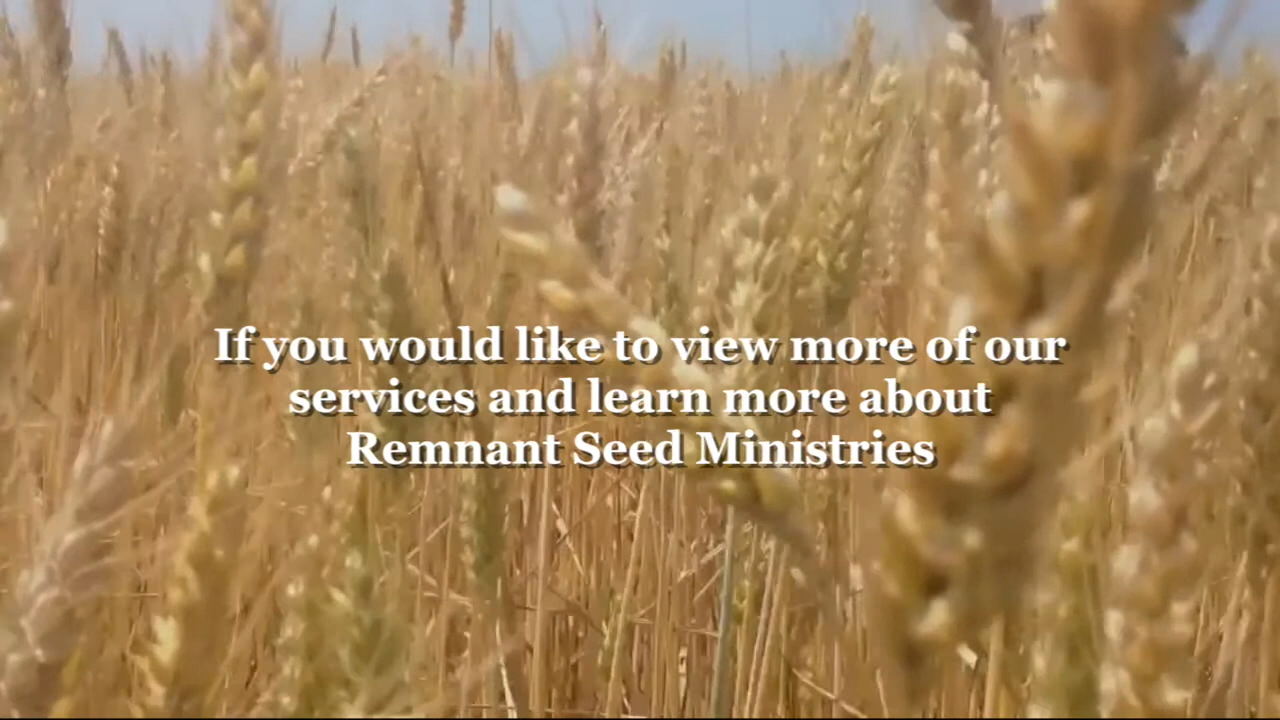 If you would like to view more of our
services and learn more about
Remnant Seed Ministries